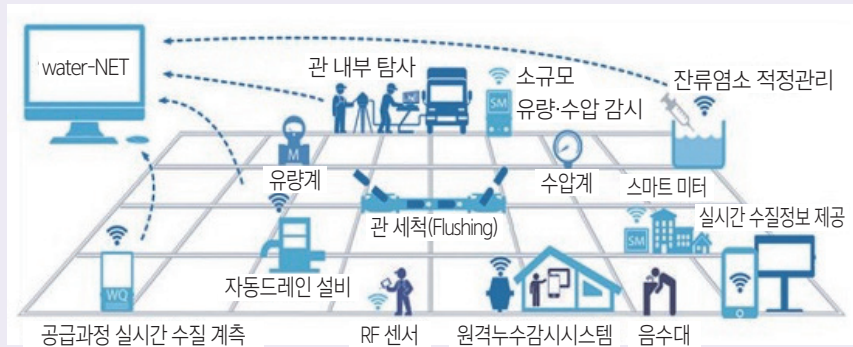 water-NET
관 내부 탐사
소규모
유량·수압 감시
SM
잔류염소 적정관리
M
유량계
수압계
스마트 미터
관 세척(Flushing)
SM
실시간 수질정보 제공
자동드레인 설비
WQ
공급과정 실시간 수질 계측
RF 센서
원격누수감시시스템
음수대